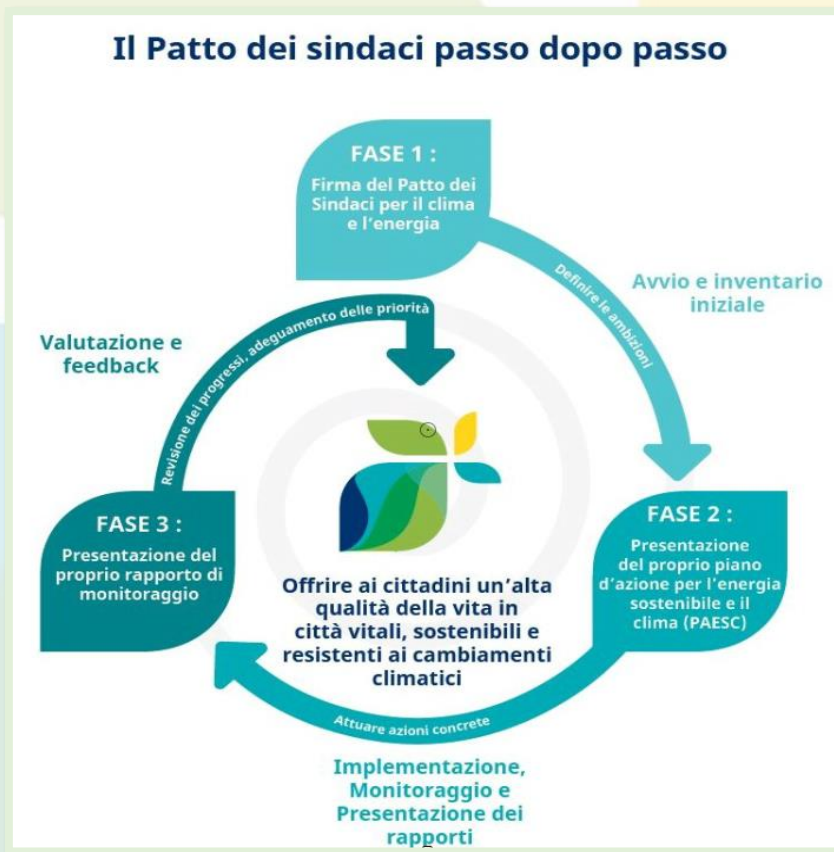 Il Patto dei sindaci passo dopo passo
FASE 1 :
Firma del Patto dei
Sindaci per il clima
e l'energia
Definire le ambizioni
Avvio e inventario
iniziale
FASE 2 :
Presentazione
del proprio piano
d'azione per l'energia
sostenibile e il
clima (PAESC)
Attuare azioni concrete
Implementazione,
Monitoraggio e
Presentazione dei
rapporti
FASE 3 :
Presentazione del
proprio rapporto di
monitoraggio
Revisione dei progressi, adeguamento delle priorità
Valutazione e
feedback
Offrire ai cittadini un'alta
qualità della vita in
città vitali, sostenibili e
resistenti ai cambiamenti
climatici